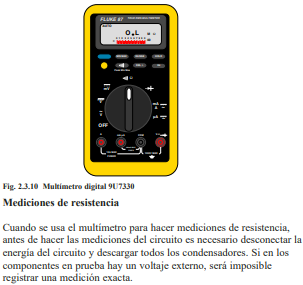 FLUKE 87
O.L
OFF
Fig. 2.3.10 Multímetro digital 9U7330
Mediciones de resistencia
Cuando se usa el multímetro para hacer mediciones de resistencia,
antes de hacer las mediciones del circuito es necesario desconectar la
energía del circuito y descargar todos los condensadores. Si en los
componentes en prueba hay un voltaje externo, será imposible
registrar una medición exacta.